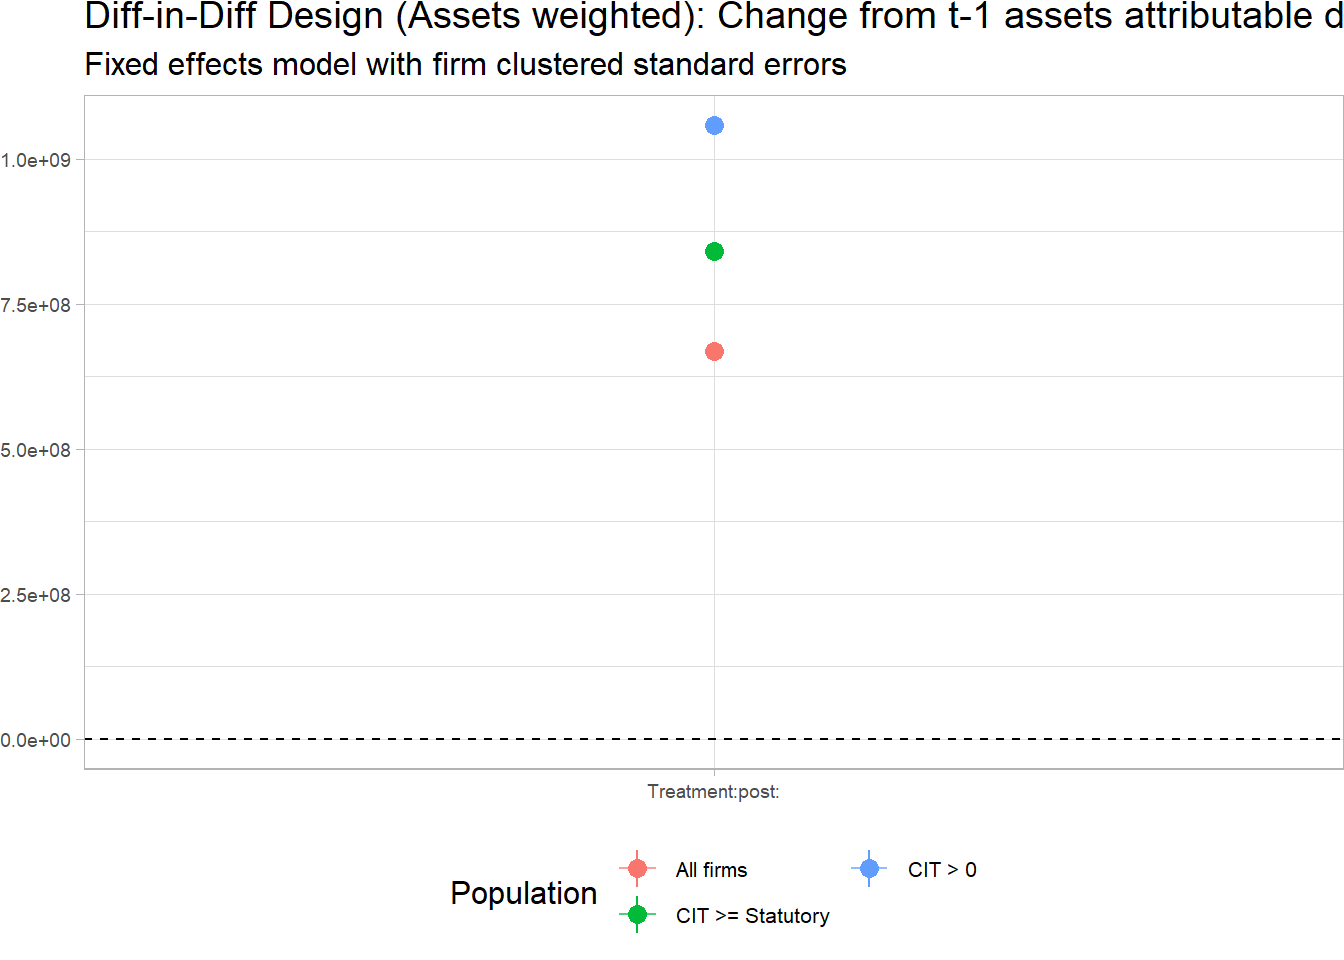 Diff-in-Diff Design (Assets weighted): Change from t-1 assets attributable d
Fixed effects model with firm clustered standard errors
1.0e+09
7.5e+08
5.0e+08
2.5e+08
0.0e+00
Treatment:post:
Population
All firms
CIT > 0
CIT >= Statutory